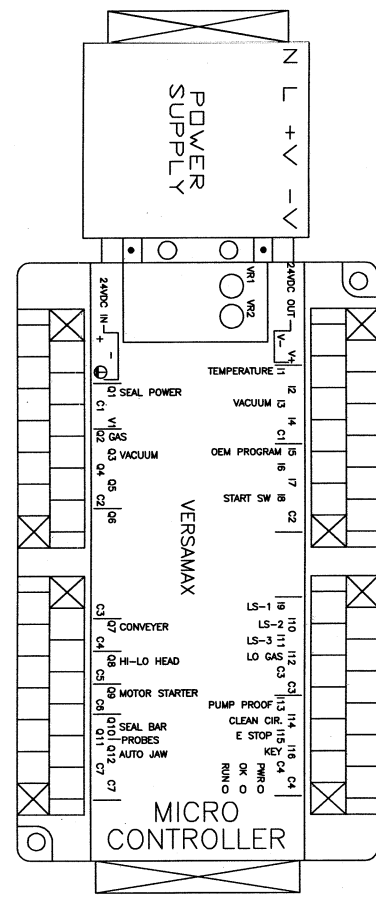 N L +V -V
POWER
SUPPLY
VR1
VR2
24VDC IN
+ -
24VDC OUT
V- V+
Q1 SEAL POWER
C1
V1
Q2 GAS
Q3 VACUUM
Q4
Q5
C2
Q6
TEMPERATURE I1
I2
VACUUM I3
I4
C1
OEM PROGRAM I5
I6
I7
START SW I8
C2
VERSAMAX
C3
Q7 CONVEYER
C4
Q8 HI-LO HEAD
C5
Q9 MOTOR STARTER
C6
Q10 SEAL BAR
Q11 PROBES
Q12 AUTO JAW
C7
C7
LS-1 I9
LS-2 I10
LS-3 I11
LO GAS I12
C3
C3
PUMP PROOF I13
CLEAN CIR. I14
E STOP I15
KEY I16
C4
C4
RUN
OK
PWR
MICRO
CONTROLLER